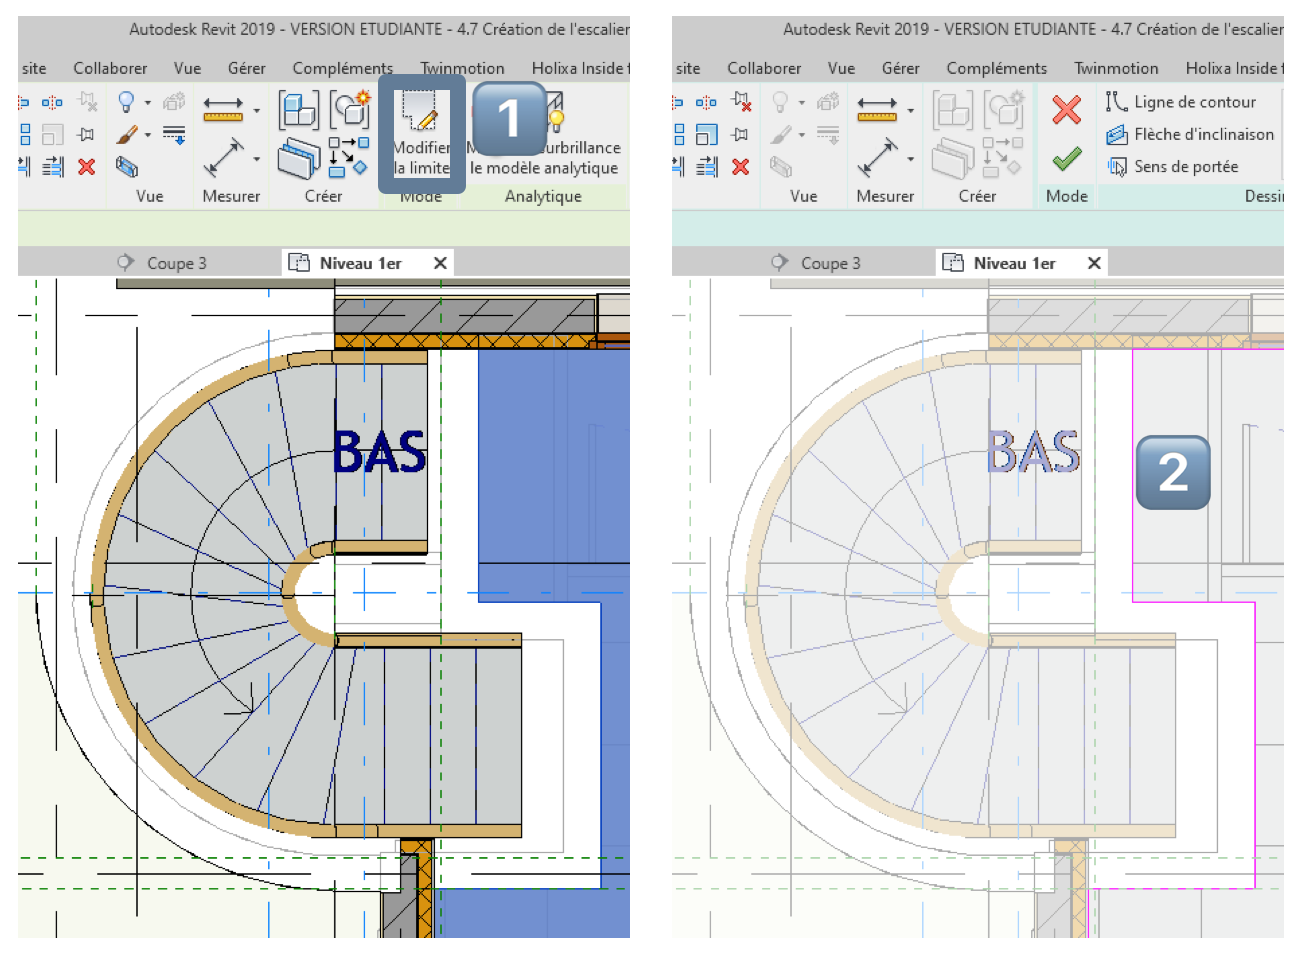 Autodesk Revit 2019 - VERSION ETUDIANTE - 4.7 Création de l'escalier
site Collaborer Vue Gérer Compléments Twinmotion Holixa Inside
1
Modifier
la limite
urbrillance
le modèle analytique
Vue Mesurer Créer Mode Analytique
Coupe 3 Niveau 1er
BAS
Autodesk Revit 2019 - VERSION ETUDIANTE - 4.7 Création de l'escalier
site Collaborer Vue Gérer Compléments Twinmotion Holixa Inside
Ligne de contour
Flèche d'inclinaison
Sens de portée
Vue Mesurer Créer Mode Dessi
Coupe 3 Niveau 1er
BAS
2